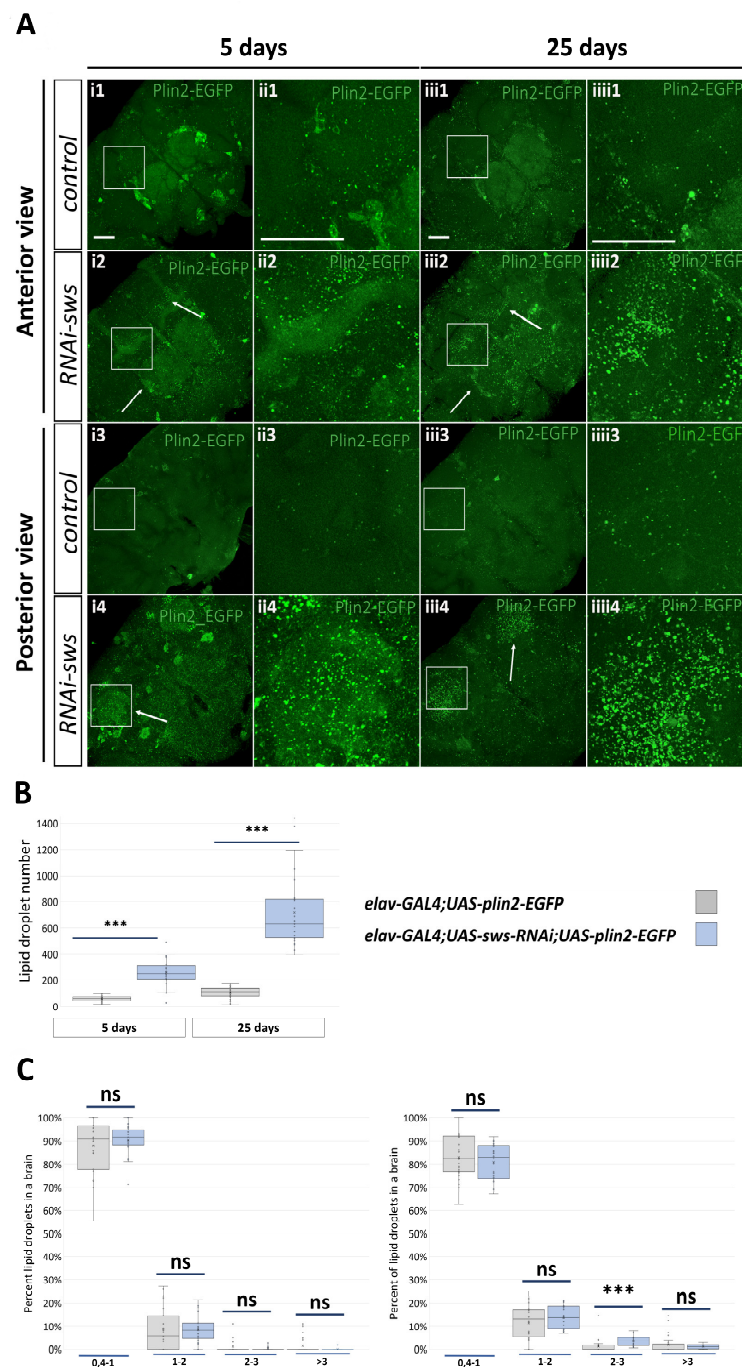 A
5 days 25 days
i1 Plin2-EGFP ii1 Plin2-EGFP iii1 Plin2-EGFP iiii1 Plin2-EGFP
control
Anterior view
i2 Plin2-EGFP ii2 Plin2-EGFP iii2 Plin2-EGFP iiii2 Plin2-EGF
RNAi-sws
i3 Plin2-EGFP ii3 Plin2-EGFP iii3 Plin2-EGFP iiii3 Plin2-EGF
control
Posterior view
i4 Plin2_EGFP ii4 Plin2-EGFP iii4 Plin2-EGFP iiii4 Plin2-EGFP
RNAi-sws
B
Lipid droplet number
1400
1200
1000
800
600
400
200
0
***
***
5 days 25 days
elav-GAL4;UAS-plin2-EGFP
elav-GAL4;UAS-sws-RNAi;UAS-plin2-EGFP
C
Percent lipid droplets in a brain
100%
90%
80%
70%
60%
50%
40%
30%
20%
10%
0%
ns
ns
ns
ns
0,4-1 1-2 2-3 >3
Percent of lipid droplets in a brain
100%
90%
80%
70%
60%
50%
40%
30%
20%
10%
0%
ns
ns
***
ns
0,4-1 1-2 2-3 >3